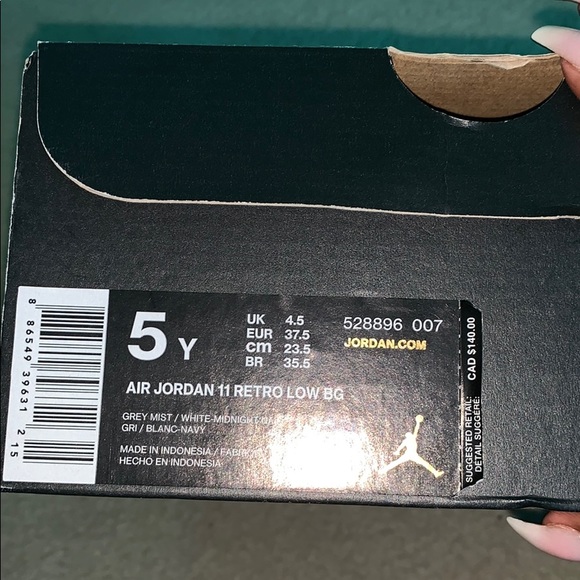 5 Y
UK 4.5
EUR 37.5
cm 23.5
BR 35.5
528896 007
JORDAN.COM
AIR JORDAN 11 RETRO LOW BG
GREY MIST / WHITE-MIDNIGHT
GRI / BLANC-NAVY
MADE IN INDONESIA /
HECHO EN INDONESIA
8 86549 39631 2 15
SUGGESTED RETAIL: CAD $140.00
DETAIL SUGGÉRÉ: